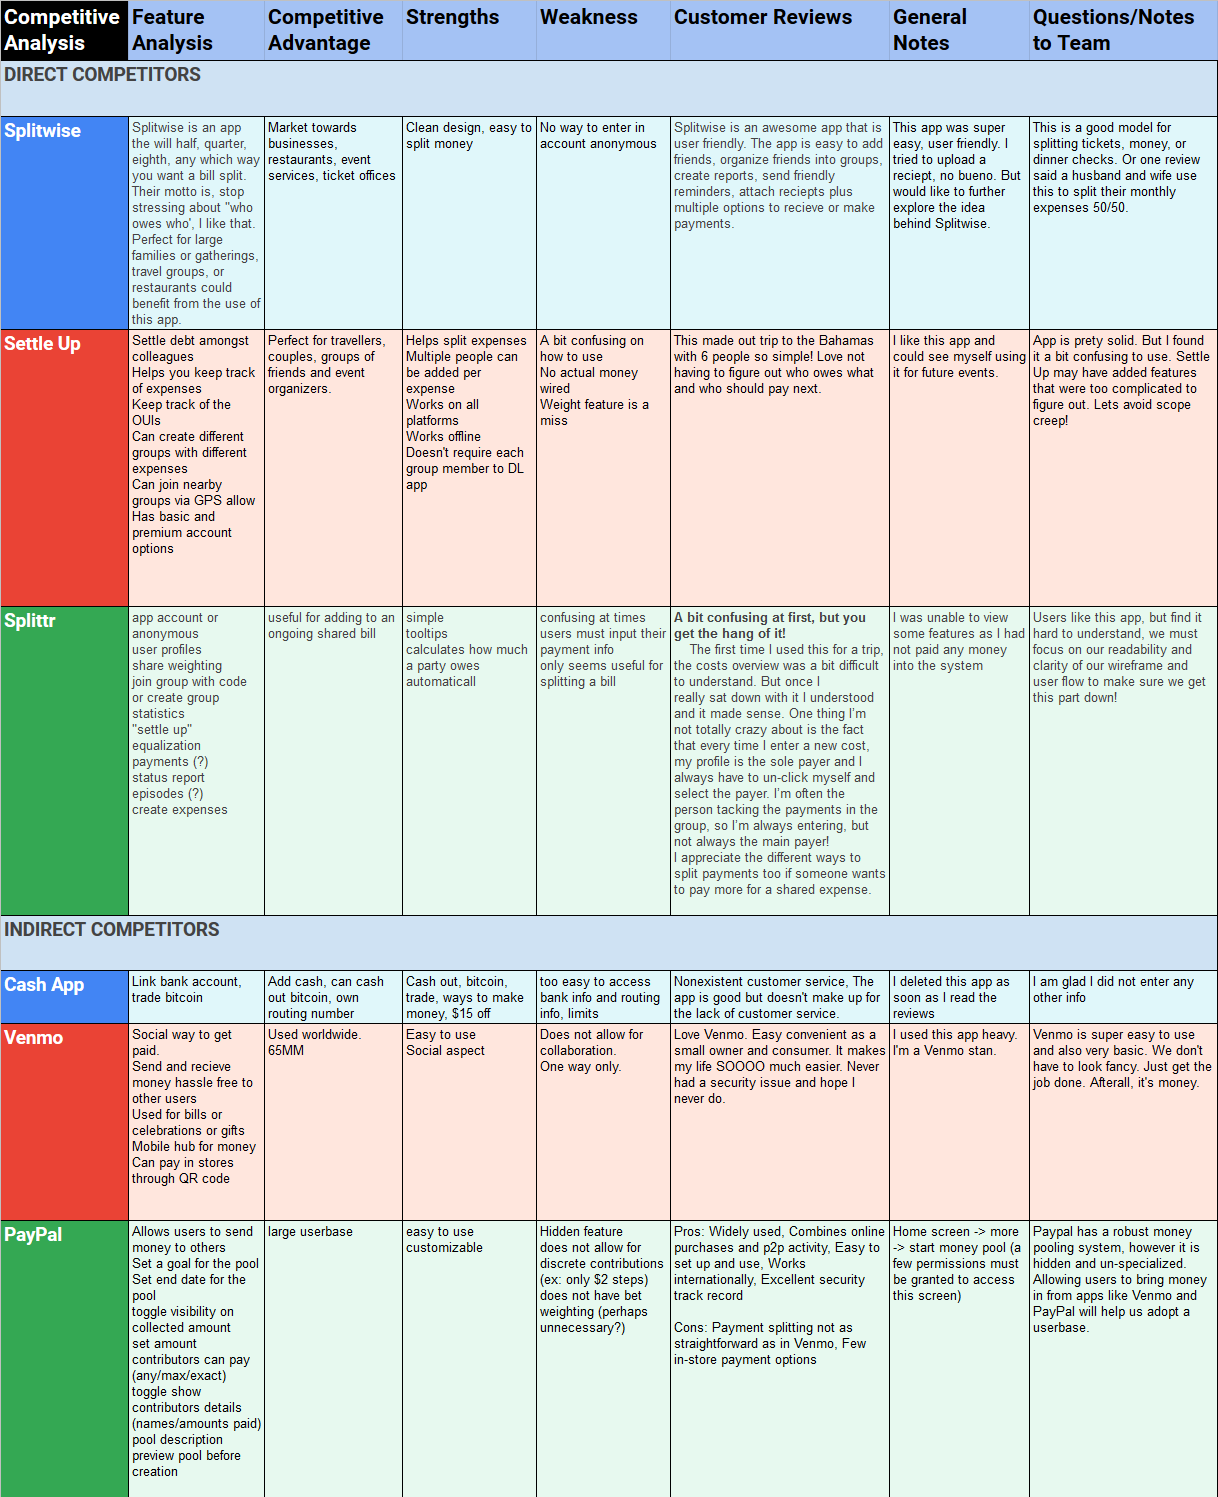 Competitive
Analysis
Feature
Analysis
Competitive
Advantage
Strengths
Weakness
Customer Reviews
General
Notes
Questions/Notes
to Team
DIRECT COMPETITORS
Splitwise
Splitwise is an app
the will half, quarter,
eighth, any which way
you want a bill split.
Their motto is, stop
stressing about "who
owes who', I like that.
Perfect for large
families or gatherings,
travel groups, or
restaurants could
benefit from the use of
this app.
Market towards
businesses,
restaurants, event
services, ticket offices
Clean design, easy to
split money
No way to enter in
account anonymous
Splitwise is an awesome app that is
user friendly. The app is easy to add
friends, organize friends into groups,
create reports, send friendly
reminders, attach reciepts plus
multiple options to recieve or make
payments.
This app was super
easy, user friendly. I
tried to upload a
reciept, no bueno. But
would like to further
explore the idea
behind Splitwise.
This is a good model for
splitting tickets, money, or
dinner checks. Or one review
said a husband and wife use
this to split their monthly
expenses 50/50.
Settle Up
Settle debt amongst
colleagues
Helps you keep track
of expenses
Keep track of the
OUIs
Can create different
groups with different
expenses
Can join nearby
groups via GPS allow
Has basic and
premium account
options
Perfect for travellers,
couples, groups of
friends and event
organizers.
Helps split expenses
Multiple people can
be added per
expense
Works on all
platforms
Works offline
Doesn't require each
group member to DL
app
A bit confusing on
how to use
No actual money
wired
Weight feature is a
miss
This made out trip to the Bahamas
with 6 people so simple! Love not
having to figure out who owes what
and who should pay next.
I like this app and
could see myself using
it for future events.
App is prety solid. But I found
it a bit confusing to use. Settle
Up may have added features
that were too complicated to
figure out. Lets avoid scope
creep!
Splittr
app account or
anonymous
user profiles
share weighting
join group with code
or create group
statistics
"settle up"
equalization
payments (?)
status report
episodes (?)
create expenses
useful for adding to an
ongoing shared bill
simple
tooltips
calculates how much
a party owes
automaticall
confusing at times
users must input their
payment info
only seems useful for
splitting a bill
A bit confusing at first, but you
get the hang of it!
The first time I used this for a trip,
the costs overview was a bit difficult
to understand. But once I
really sat down with it I understood
and it made sense. One thing I'm
not totally crazy about is the fact
that every time I enter a new cost,
my profile is the sole payer and I
always have to un-click myself and
select the payer. I'm often the
person tacking the payments in the
group, so I'm always entering, but
not always the main payer!
I appreciate the different ways to
split payments too if someone wants
to pay more for a shared expense.
I was unable to view
some features as I had
not paid any money
into the system
Users like this app, but find it
hard to understand, we must
focus on our readability and
clarity of our wireframe and
user flow to make sure we get
this part down!
INDIRECT COMPETITORS
Cash App
Link bank account,
trade bitcoin
Add cash, can cash
out bitcoin, own
routing number
Cash out, bitcoin,
trade, ways to make
money, $15 off
too easy to access
bank info and routing
info, limits
Nonexistent customer service, The
app is good but doesn't make up for
the lack of customer service.
I deleted this app as
soon as I read the
reviews
I am glad I did not enter any
other info
Venmo
Social way to get
paid.
Send and recieve
money hassle free to
other users
Used for bills or
celebrations or gifts
Mobile hub for money
Can pay in stores
through QR code
Used worldwide.
65MM
Easy to use
Social aspect
Does not allow for
collaboration.
One way only.
Love Venmo. Easy convenient as a
small owner and consumer. It makes
my life SOOOO much easier. Never
had a security issue and hope I
never do.
I used this app heavy.
I'm a Venmo stan.
Venmo is super easy to use
and also very basic. We don't
have to look fancy. Just get the
job done. Afterall, it's money.
PayPal
Allows users to send
money to others
Set a goal for the pool
Set end date for the
pool
toggle visibility on
collected amount
set amount
contributors can pay
(any/max/exact)
toggle show
contributors details
(names/amounts paid)
pool description
preview pool before
creation
large userbase
easy to use
customizable
Hidden feature
does not allow for
discrete contributions
(ex: only $2 steps)
does not have bet
weighting (perhaps
unnecessary?)
Pros: Widely used, Combines online
purchases and p2p activity, Easy to
set up and use, Works
internationally, Excellent security
track record
Cons: Payment splitting not as
straightforward as in Venmo, Few
in-store payment options
Home screen -> more
-> start money pool (a
few permissions must
be granted to access
this screen)
Paypal has a robust money
pooling system, however it is
hidden and un-specialized.
Allowing users to bring money
in from apps like Venmo and
PayPal will help us adopt a
userbase.